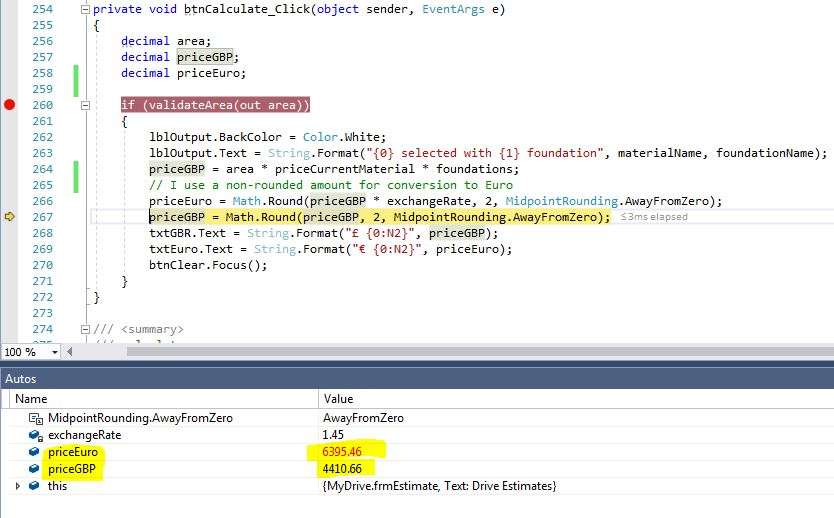 254 private void btnCalculate_Click(object sender, EventArgs e)
255 {
256 decimal area;
257 decimal priceGBP;
258 decimal priceEuro;
259
260 if (validateArea(out area))
261 {
262 lblOutput.BackColor = Color.White;
263 lblOutput.Text = String.Format("{0} selected with {1} foundation", materialName, foundationName);
264 priceGBP = area * priceCurrentMaterial * foundations;
265 // I use a non-rounded amount for conversion to Euro
266 priceEuro = Math.Round(priceGBP * exchangeRate, 2, MidpointRounding.AwayFromZero);
267 priceGBP = Math.Round(priceGBP, 2, MidpointRounding.AwayFromZero); ≤3ms elapsed
268 txtGBR.Text = String.Format("£ {0:N2}", priceGBP);
269 txtEuro.Text = String.Format("€ {0:N2}", priceEuro);
270 btnClear.Focus();
271 }
272 }
273
274 /// <summary>
100 %
Autos
Name Value
MidpointRounding.AwayFromZero AwayFromZero
exchangeRate 1.45
priceEuro 6395.46
priceGBP 4410.66
this {MyDrive.frmEstimate, Text: Drive Estimates}